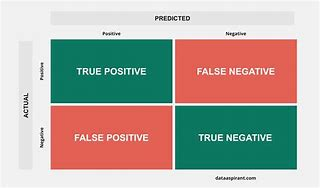 PREDICTED
Positive
Negative
ACTUAL
Positive
TRUE POSITIVE
FALSE NEGATIVE
Negative
FALSE POSITIVE
TRUE NEGATIVE
dataaspirant.com